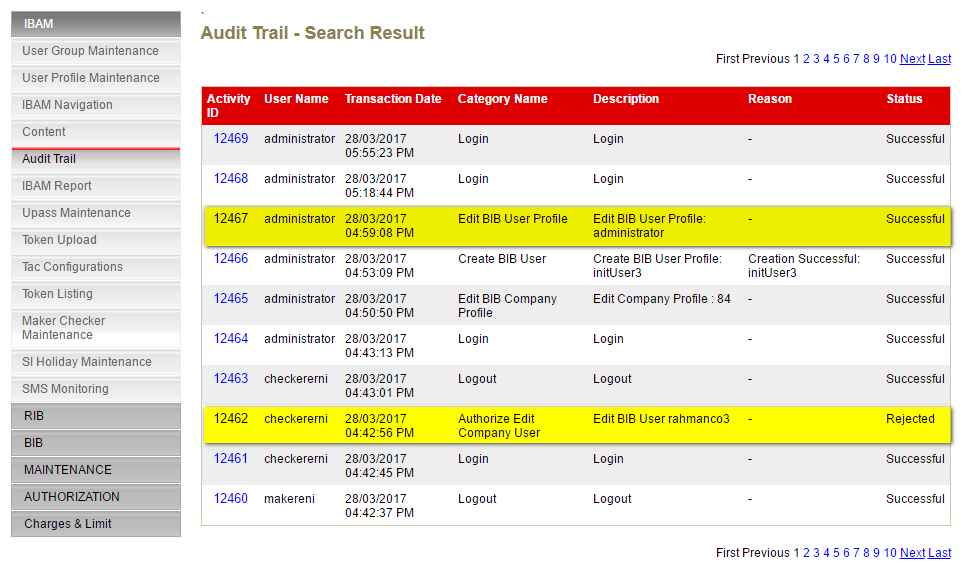 IBAM
User Group Maintenance
User Profile Maintenance
IBAM Navigation
Content
Audit Trail
IBAM Report
Upass Maintenance
Token Upload
Tac Configurations
Token Listing
Maker Checker
Maintenance
SI Holiday Maintenance
SMS Monitoring
RIB
BIB
MAINTENANCE
AUTHORIZATION
Charges & Limit
`
Audit Trail - Search Result
First Previous 1 2 3 4 5 6 7 8 9 10 Next Last
Activity User Name Transaction Date Category Name Description Reason Status
ID
12469 administrator 28/03/2017 Login Login - Successful
05:55:23 PM
12468 administrator 28/03/2017 Login Login - Successful
05:18:44 PM
12467 administrator 28/03/2017 Edit BIB User Profile Edit BIB User Profile: - Successful
04:59:08 PM administrator
12466 administrator 28/03/2017 Create BIB User Create BIB User Profile: Creation Successful: Successful
04:53:09 PM initUser3 initUser3
12465 administrator 28/03/2017 Edit BIB Company Edit Company Profile : 84 - Successful
04:50:50 PM Profile
12464 administrator 28/03/2017 Login Login - Successful
04:43:13 PM
12463 checkererni 28/03/2017 Logout Logout - Successful
04:43:01 PM
12462 checkererni 28/03/2017 Authorize Edit Edit BIB User rahmanco3 - Rejected
04:42:56 PM Company User
12461 checkererni 28/03/2017 Login Login - Successful
04:42:45 PM
12460 makereni 28/03/2017 Logout Logout - Successful
04:42:37 PM
First Previous 1 2 3 4 5 6 7 8 9 10 Next Last